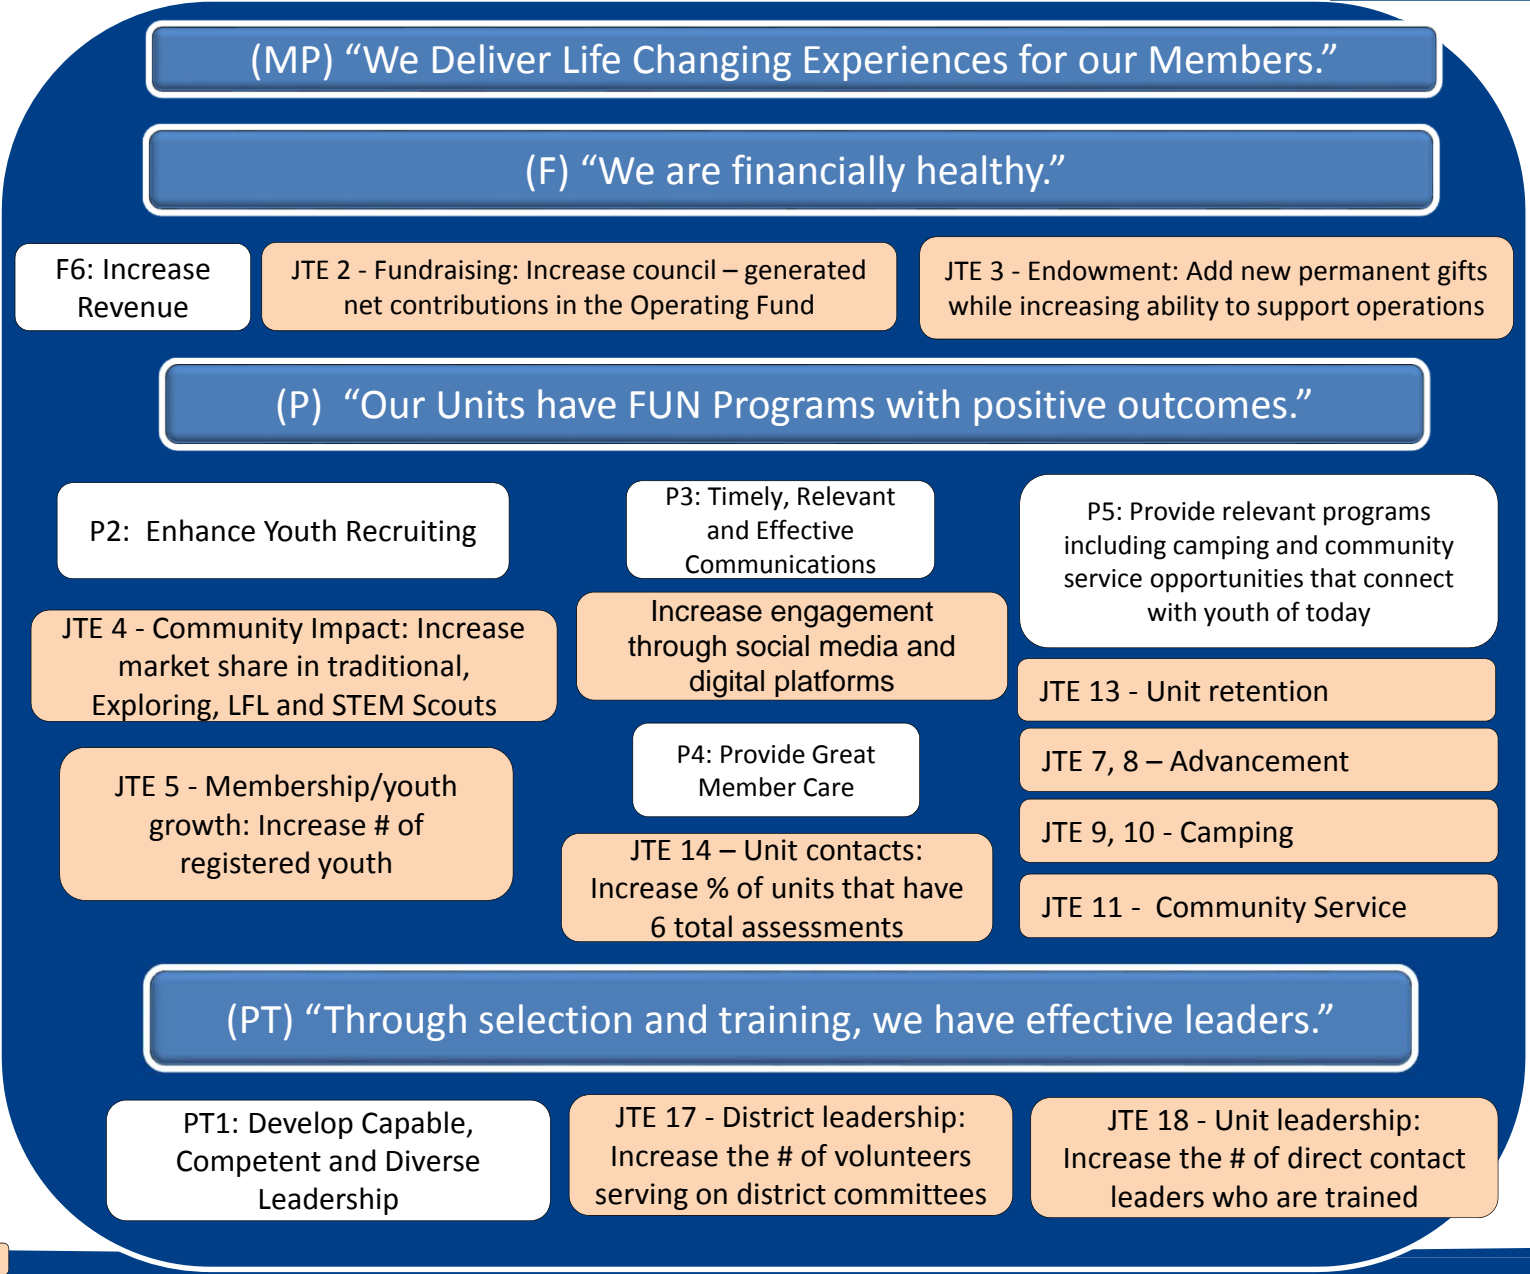 (MP) “We Deliver Life Changing Experiences for our Members.”
(F) “We are financially healthy.”
F6: Increase
Revenue
JTE 2 - Fundraising: Increase council – generated
net contributions in the Operating Fund
JTE 3 - Endowment: Add new permanent gifts
while increasing ability to support operations
(P) “Our Units have FUN Programs with positive outcomes.”
P2: Enhance Youth Recruiting
JTE 4 - Community Impact: Increase
market share in traditional,
Exploring, LFL and STEM Scouts
JTE 5 - Membership/youth
growth: Increase # of
registered youth
P3: Timely, Relevant
and Effective
Communications
Increase engagement
through social media and
digital platforms
P4: Provide Great
Member Care
JTE 14 – Unit contacts:
Increase % of units that have
6 total assessments
P5: Provide relevant programs
including camping and community
service opportunities that connect
with youth of today
JTE 13 - Unit retention
JTE 7, 8 – Advancement
JTE 9, 10 - Camping
JTE 11 - Community Service
(PT) “Through selection and training, we have effective leaders.”
PT1: Develop Capable,
Competent and Diverse
Leadership
JTE 17 - District leadership:
Increase the # of volunteers
serving on district committees
JTE 18 - Unit leadership:
Increase the # of direct contact
leaders who are trained